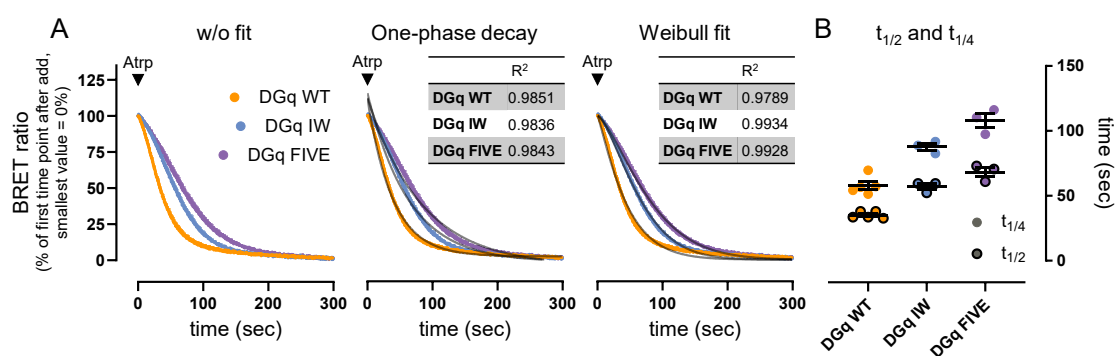 A
w/o fit
One-phase decay
Weibull fit
B
t1/2 and t1/4
BRET ratio
(% of first time point after add,
smallest value = 0%)
Atrp
125
100
75
50
25
0
DGq WT
DGq IW
DGq FIVE
0 100 200 300
time (sec)
Atrp
R2
DGq WT 0.9851
DGq IW 0.9836
DGq FIVE 0.9843
0 100 200 300
time (sec)
Atrp
R2
DGq WT 0.9789
DGq IW 0.9934
DGq FIVE 0.9928
0 100 200 300
time (sec)
150
100
50
0
time (sec)
t1/4
t1/2
DGq WT
DGq IW
DGq FIVE